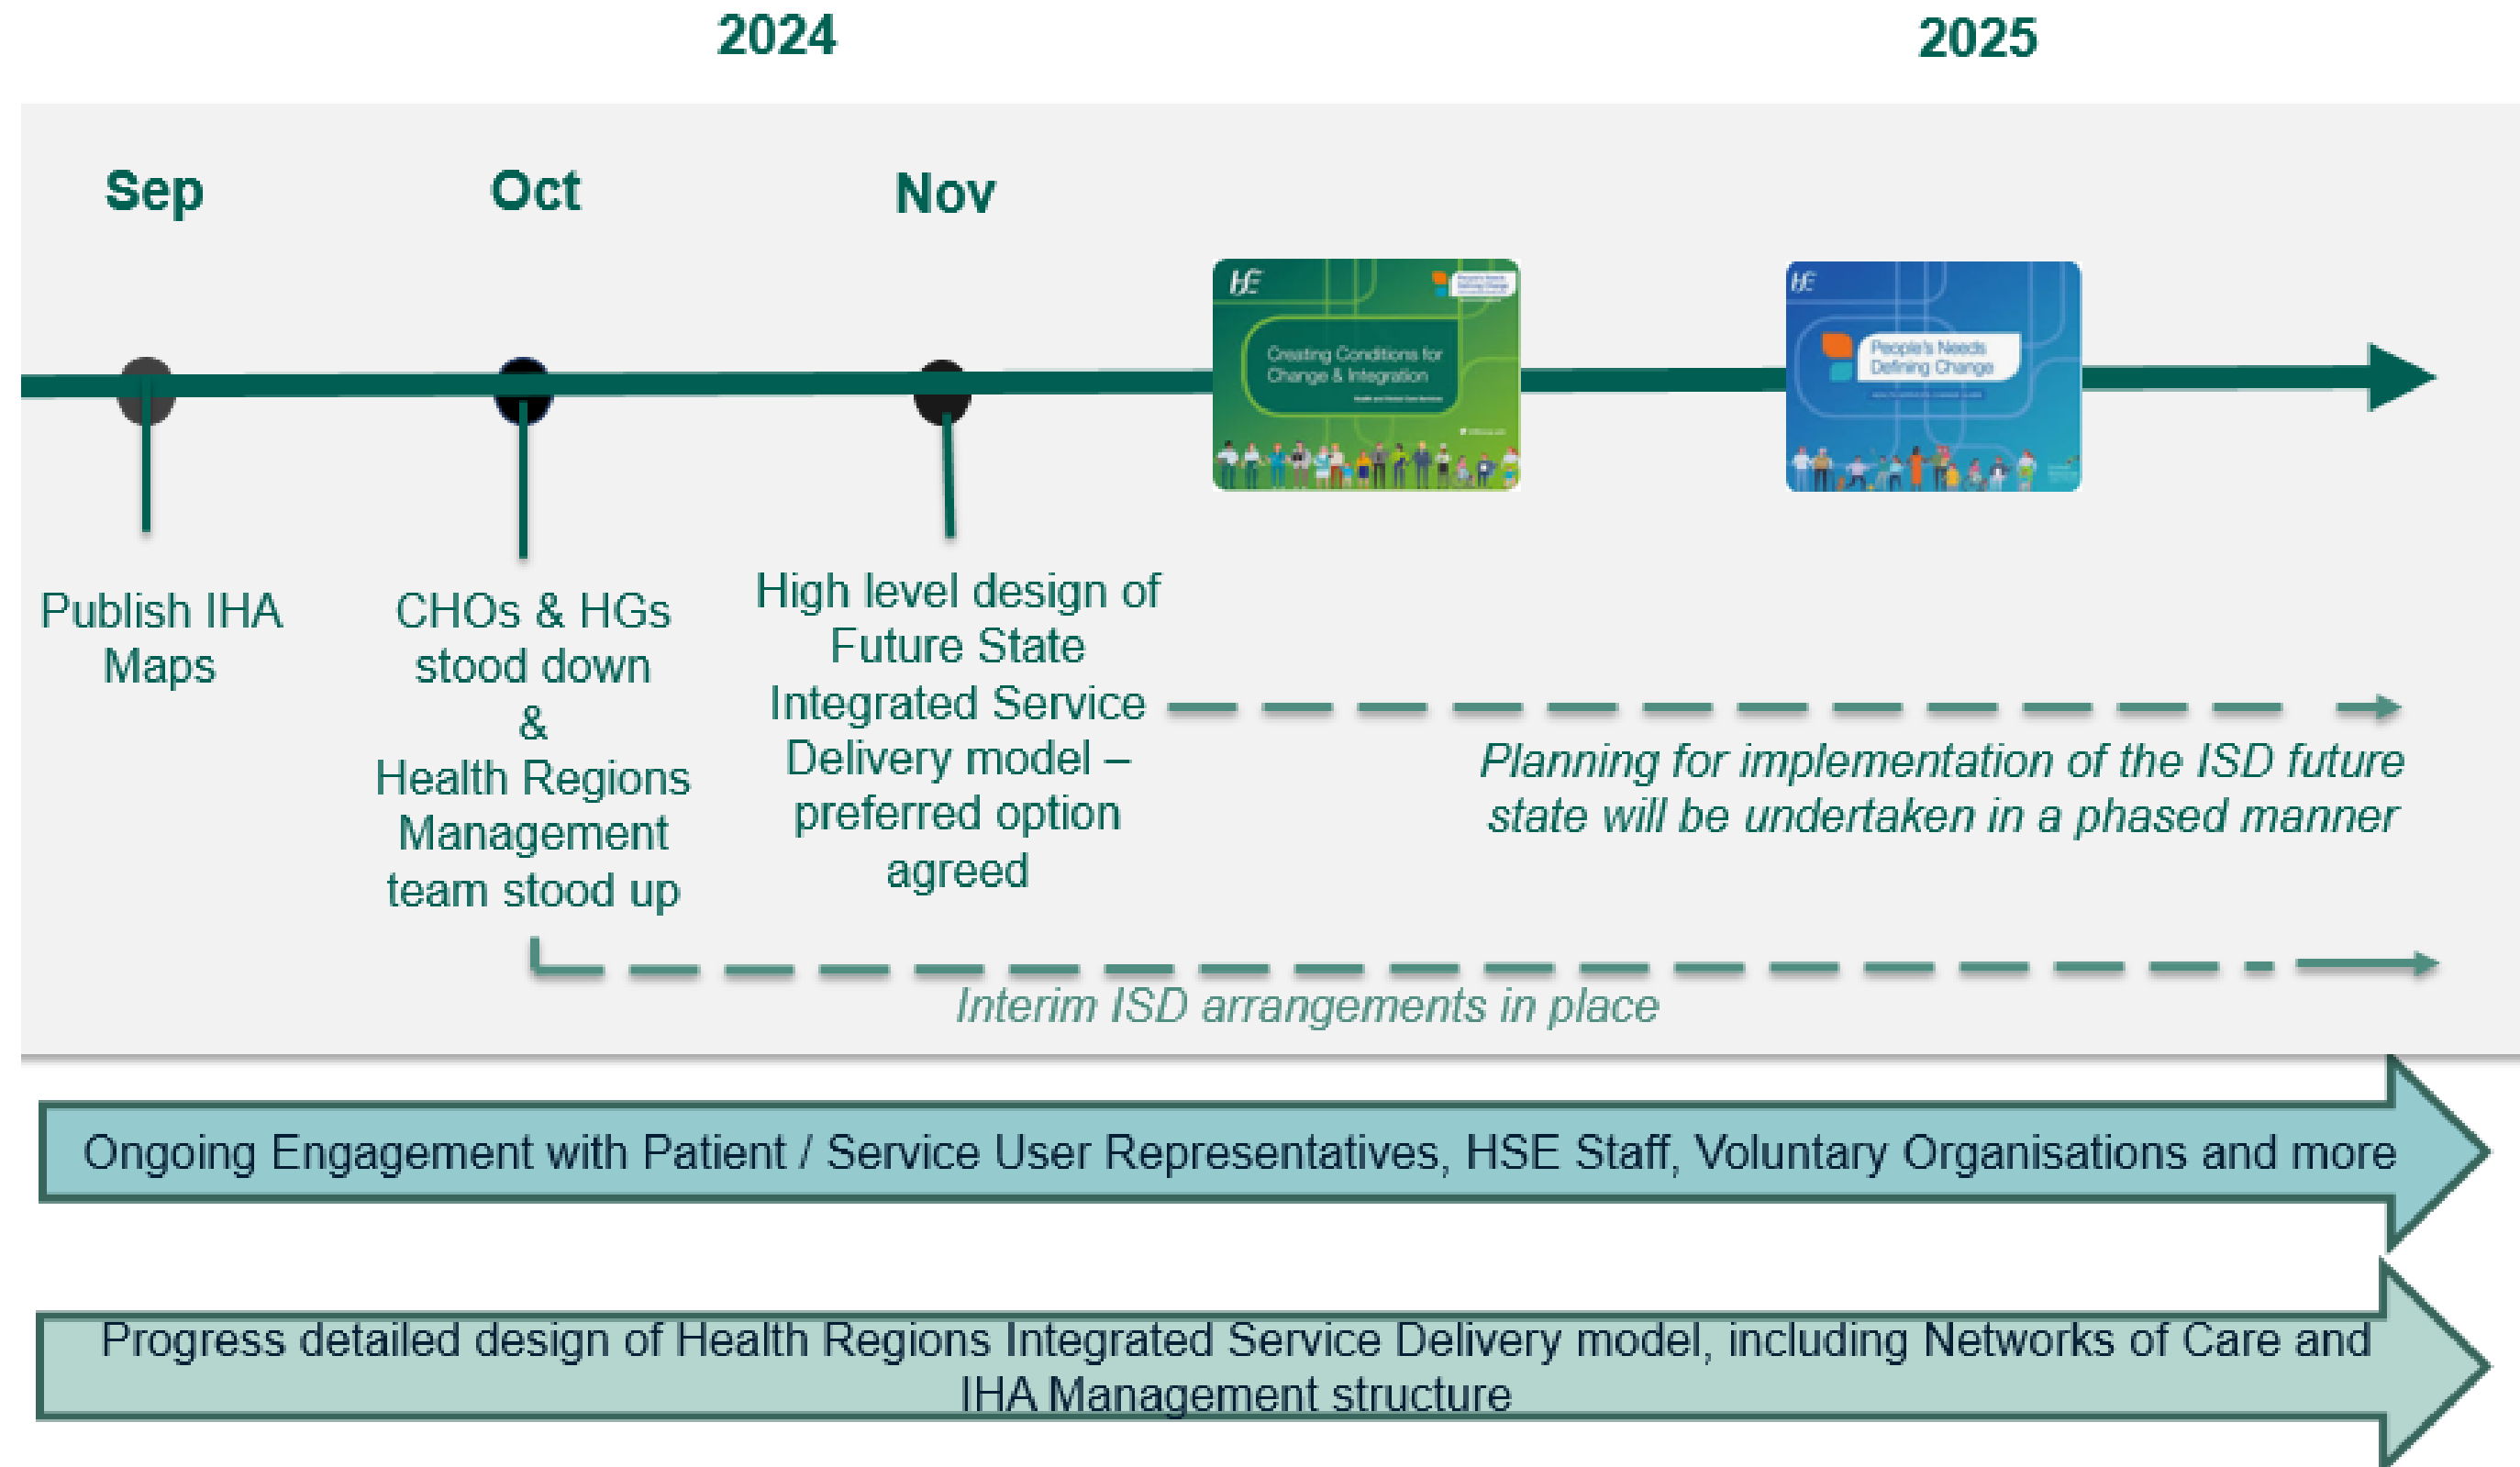 2024
2025
Sep
Oct
Nov
Creating Conditions for
Change & Integration
People's Needs
Defining Change
Publish IHA
Maps
CHOs & HGs
stood down
&
Health Regions
Management
team stood up
High level design of
Future State
Integrated Service
Delivery model –
preferred option
agreed
Planning for implementation of the ISD future
state will be undertaken in a phased manner
Interim ISD arrangements in place
Ongoing Engagement with Patient / Service User Representatives, HSE Staff, Voluntary Organisations and more
Progress detailed design of Health Regions Integrated Service Delivery model, including Networks of Care and
IHA Management structure